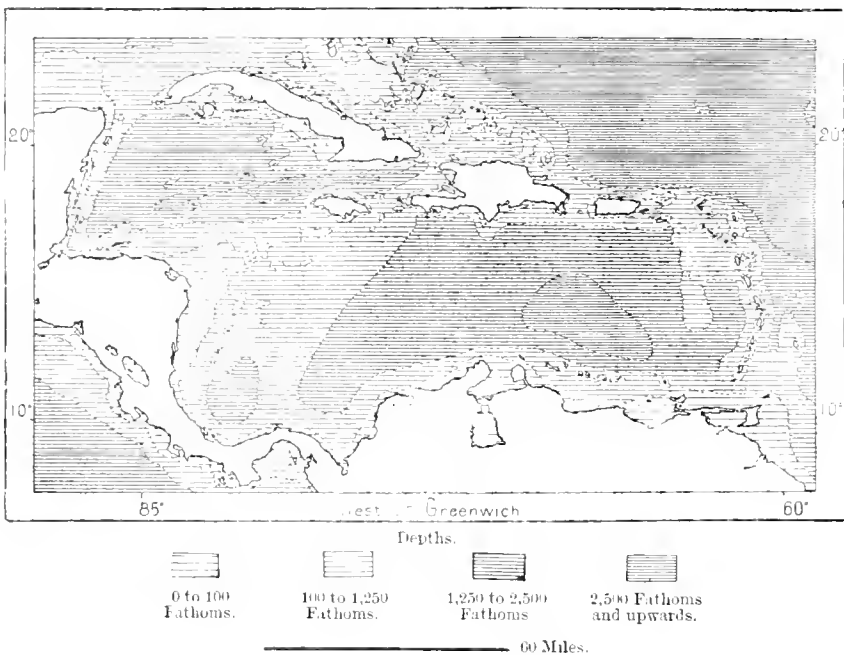 20° 20°
10° 10°
85° West of Greenwich 60°
Depths.
0 to 100 100 to 1,250 1,250 to 2,500 2,500 Fathoms
Fathoms. Fathoms. Fathoms and upwards.
60 Miles.